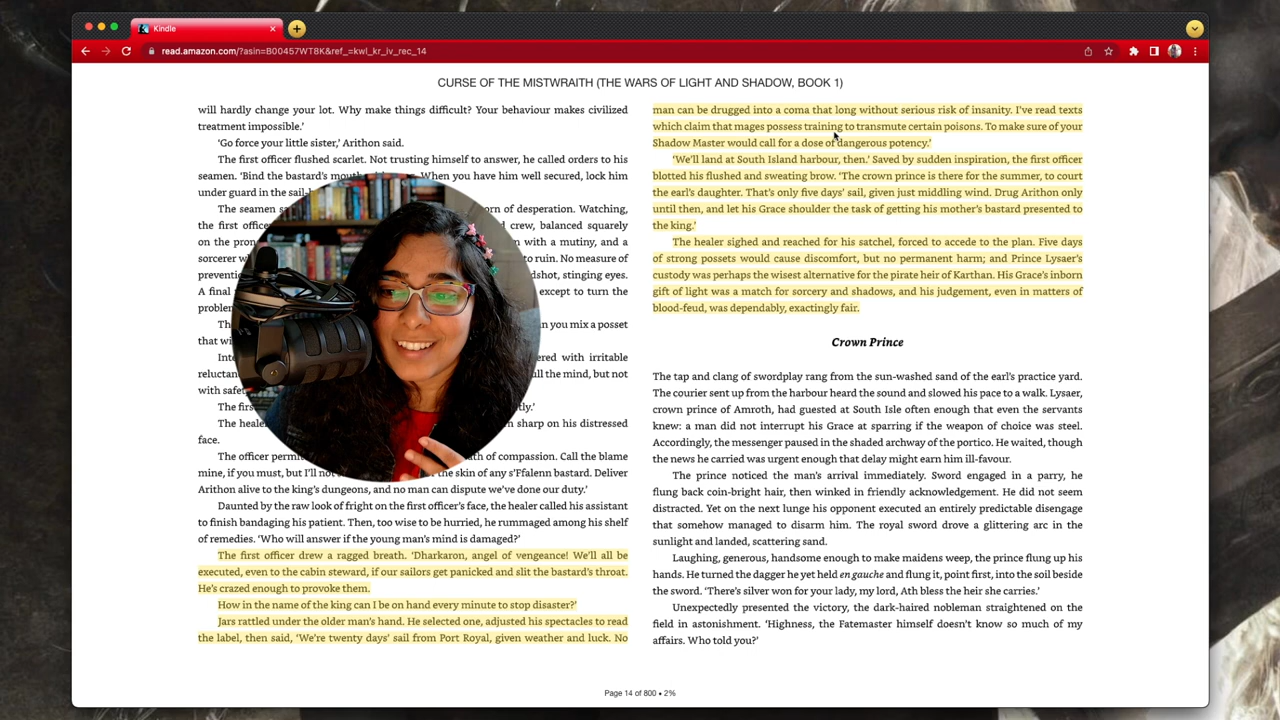 Kindle
read.amazon.com/?asin=B00457WT8K&ref_=kwl_kr_iv_rec_14
CURSE OF THE MISTWRAITH (THE WARS OF LIGHT AND SHADOW, BOOK 1)
will hardly change your lot. Why make things difficult? Your behaviour makes civilized
treatment impossible.’
‘Go force your little sister,’ Arithon said.
The first officer flushed scarlet. Not trusting himself to answer, he called orders to his
seamen. ‘Bind the bastard’s mouth When you have him well secured, lock him
under guard in the sail-
The seamen orn of desperation. Watching,
the first office crew, balanced squarely
on the pron with a mutiny, and a
sorcerer to ruin. No measure of
preventi dshot, stinging eyes.
A final except to turn the
problem
Th n you mix a posset
that wi
Inte ered with irritable
reluctan ull the mind, but not
with safet
The firs tly.’
The heale n sharp on his distressed
face.
The officer permi ath of compassion. Call the blame
mine, if you must, but I’ll not the skin of any s’Ffalenn bastard. Deliver
Arithon alive to the king’s dungeons, and no man can dispute we’ve done our duty.’
Daunted by the raw look of fright on the first officer’s face, the healer called his assistant
to finish bandaging his patient. Then, too wise to be hurried, he rummaged among his shelf
of remedies. ‘Who will answer if the young man’s mind is damaged?’
The first officer drew a ragged breath. ‘Dharkaron, angel of vengeance! We’ll all be
executed, even to the cabin steward, if our sailors get panicked and slit the bastard’s throat.
He’s crazed enough to provoke them.
How in the name of the king can I be on hand every minute to stop disaster?’
Jars rattled under the older man’s hand. He selected one, adjusted his spectacles to read
the label, then said, ‘We’re twenty days’ sail from Port Royal, given weather and luck. No
man can be drugged into a coma that long without serious risk of insanity. I’ve read texts
which claim that mages possess training to transmute certain poisons. To make sure of your
Shadow Master would call for a dose of dangerous potency.’
‘We’ll land at South Island harbour, then.’ Saved by sudden inspiration, the first officer
blotted his flushed and sweating brow. ‘The crown prince is there for the summer, to court
the earl’s daughter. That’s only five days’ sail, given just middling wind. Drug Arithon only
until then, and let his Grace shoulder the task of getting his mother’s bastard presented to
the king.’
The healer sighed and reached for his satchel, forced to accede to the plan. Five days
of strong possets would cause discomfort, but no permanent harm; and Prince Lysaer’s
custody was perhaps the wisest alternative for the pirate heir of Karthan. His Grace’s inborn
gift of light was a match for sorcery and shadows, and his judgement, even in matters of
blood-feud, was dependably, exactingly fair.
Crown Prince
The tap and clang of swordplay rang from the sun-washed sand of the earl’s practice yard.
The courier sent up from the harbour heard the sound and slowed his pace to a walk. Lysaer,
crown prince of Amroth, had guested at South Isle often enough that even the servants
knew: a man did not interrupt his Grace at sparring if the weapon of choice was steel.
Accordingly, the messenger paused in the shaded archway of the portico. He waited, though
the news he carried was urgent enough that delay might earn him ill-favour.
The prince noticed the man’s arrival immediately. Sword engaged in a parry, he
flung back coin-bright hair, then winked in friendly acknowledgement. He did not seem
distracted. Yet on the next lunge his opponent executed an entirely predictable disengage
that somehow managed to disarm him. The royal sword drove a glittering arc in the
sunlight and landed, scattering sand.
Laughing, generous, handsome enough to make maidens weep, the prince flung up his
hands. He turned the dagger he yet held en gauche and flung it, point first, into the soil beside
the sword. ‘There’s silver won for your lady, my lord, Ath bless the heir she carries.’
Unexpectedly presented the victory, the dark-haired nobleman straightened on the
field in astonishment. ‘Highness, the Fatemaster himself doesn’t know so much of my
affairs. Who told you?’
Page 14 of 800 • 2%